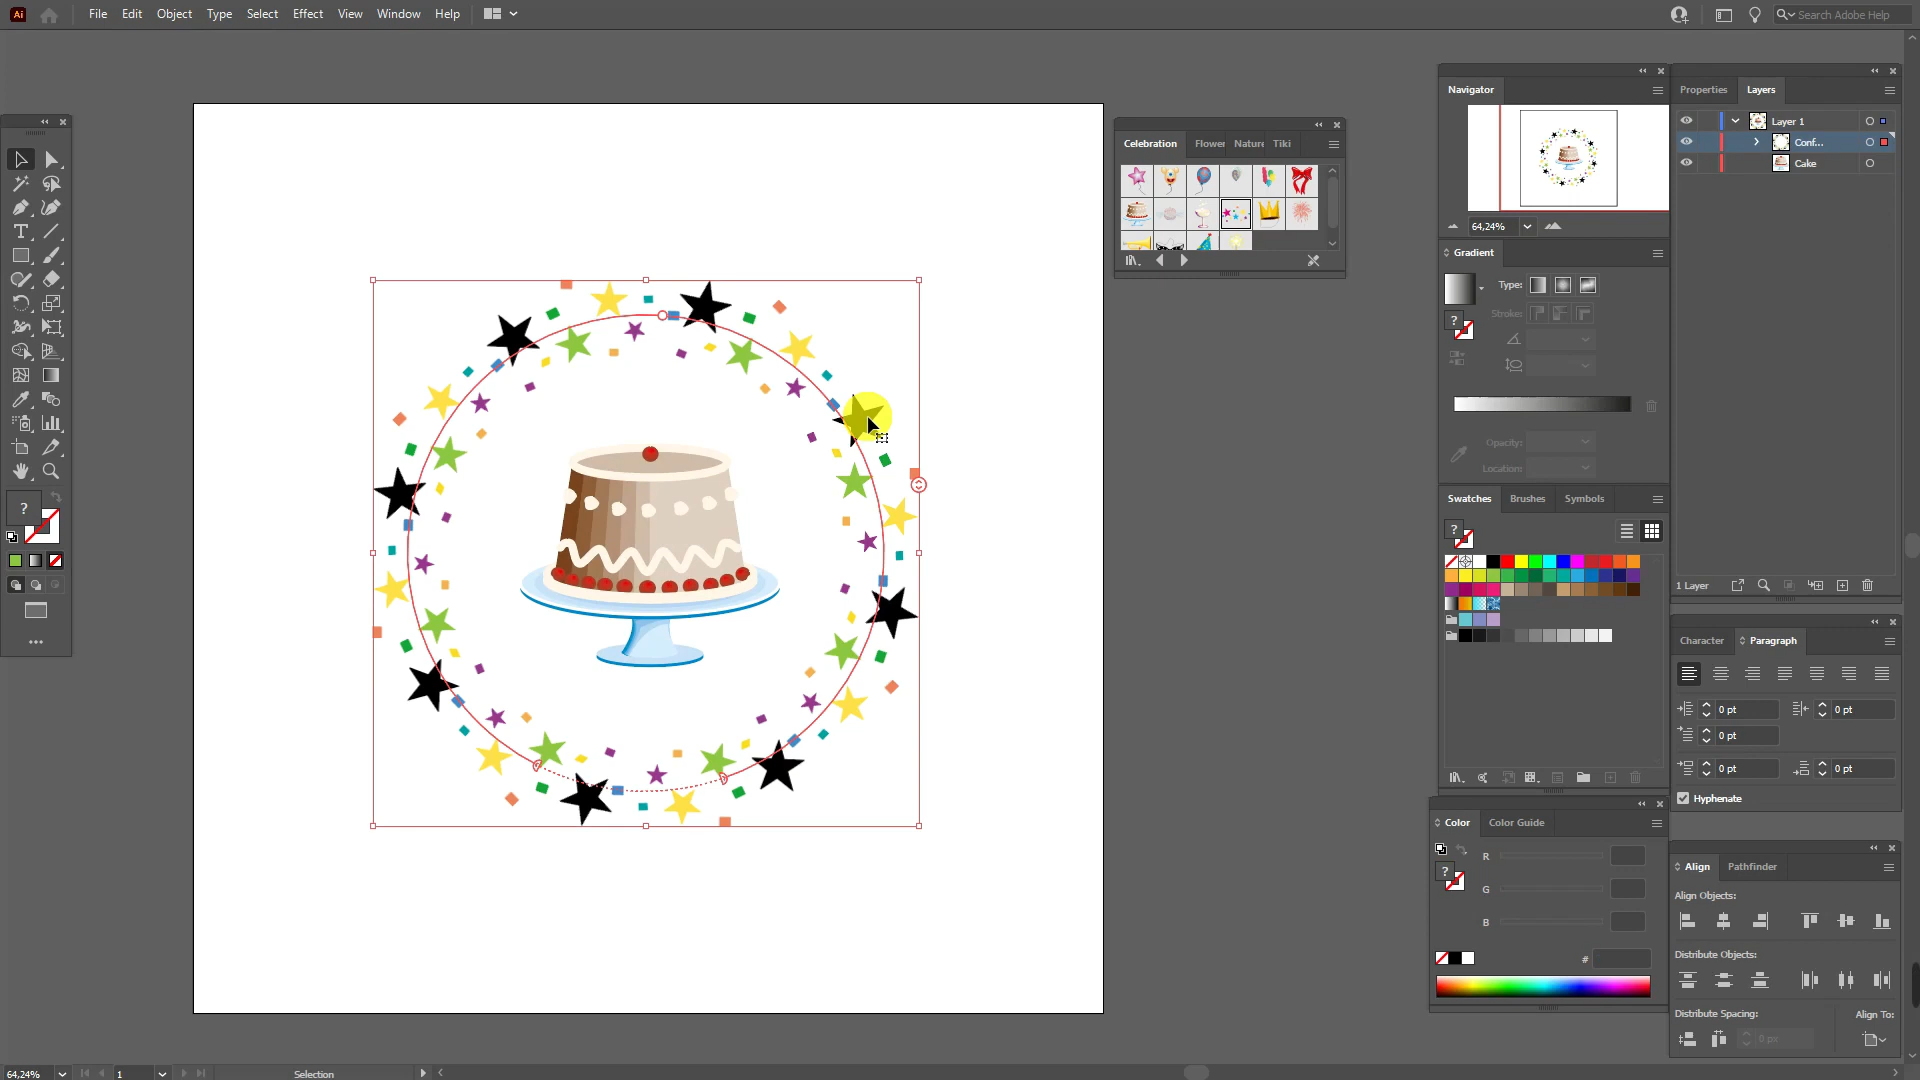 Ai File Edit Object Type Select Effect View Window Help Search Adobe Help
Navigator
Properties Layers
Layer 1
Conf...
Cake
Celebration Flower Nature Tiki
64,24%
Gradient
Type:
Stroke:
?
Opacity:
Location:
Swatches Brushes Symbols
?
?
1 Layer
Character Paragraph
0 pt 0 pt
0 pt
0 pt 0 pt
Hyphenate
Color Color Guide
R
?
G
B
#
Align Pathfinder
Align Objects:
Distribute Objects:
Distribute Spacing: Align To:
0 px
64,24% 1 Selection